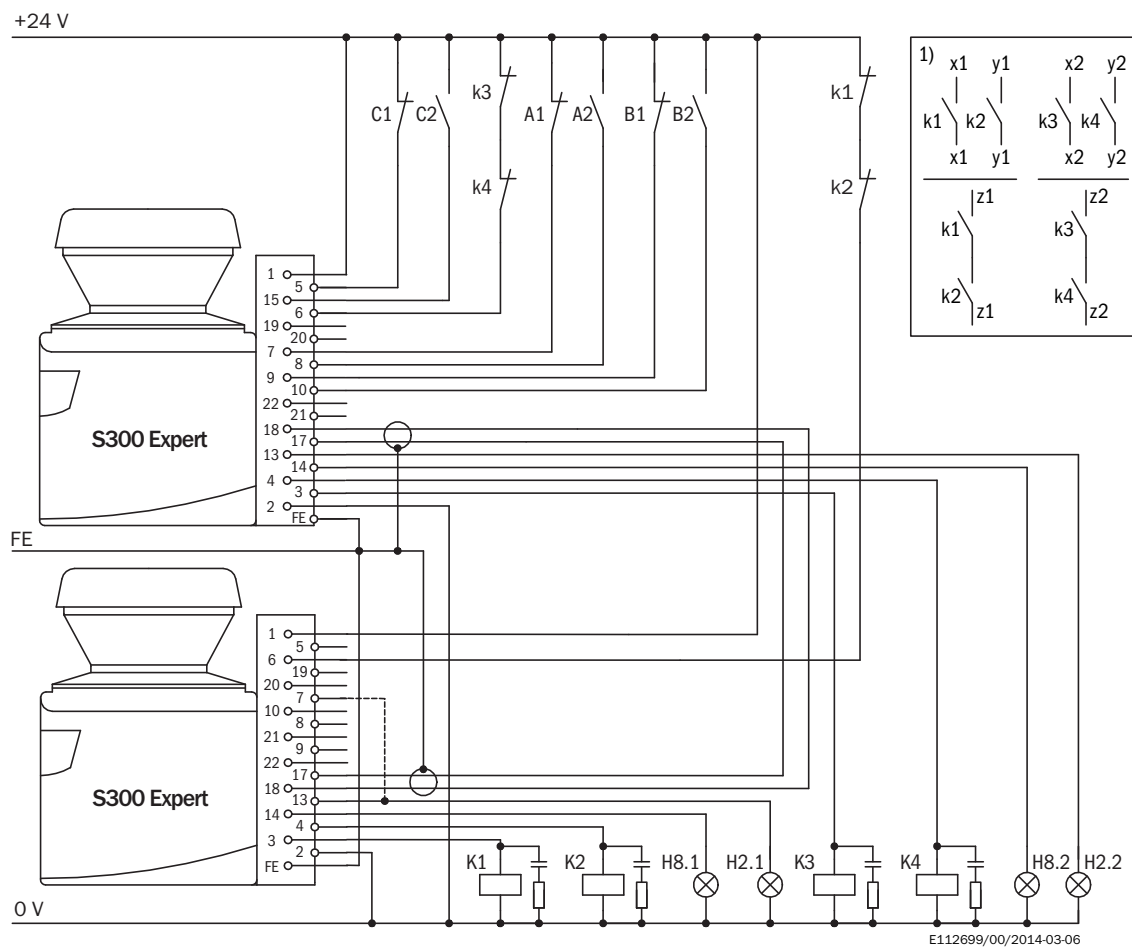 +24 V
1)
x1 y1 x2 y2
k1 k2 k3 k4
x1 y1 x2 y2
z1 z2
k1 k3
k2 k4
z1 z2
k3
k1
C1 C2 A1 A2 B1 B2
k4
k2
1
5
15
6
19
20
7
8
9
10
22
21
18
17
13
14
4
3
2
FE
S300 Expert
FE
1
5
6
19
20
7
10
8
21
9
22
17
18
13
14
4
3
2
FE
S300 Expert
K1 K2 H8.1 H2.1 K3 K4 H8.2 H2.2
0 V
E112699/00/2014-03-06